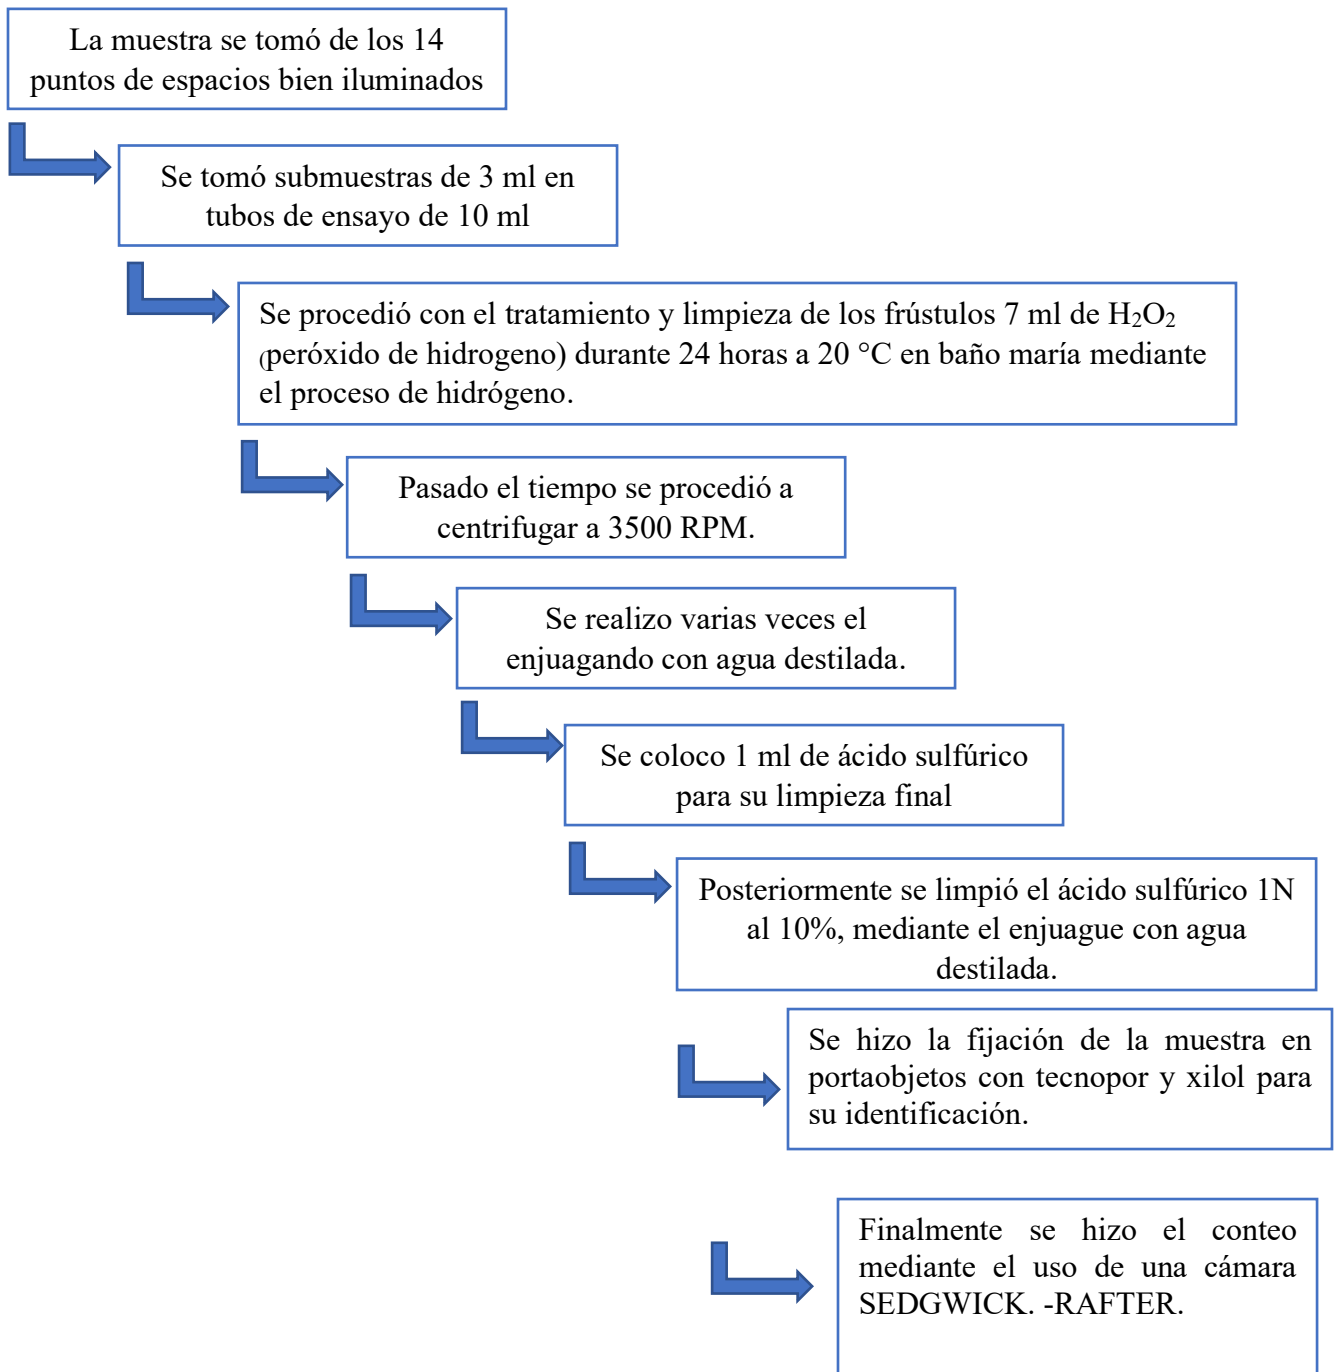 La muestra se tomó de los 14
puntos de espacios bien iluminados
Se tomó submuestras de 3 ml en
tubos de ensayo de 10 ml
Se procedió con el tratamiento y limpieza de los frústulos 7 ml de H₂O₂
(peróxido de hidrogeno) durante 24 horas a 20 °C en baño maría mediante
el proceso de hidrógeno.
Pasado el tiempo se procedió a
centrifugar a 3500 RPM.
Se realizo varias veces el
enjuagando con agua destilada.
Se coloco 1 ml de ácido sulfúrico
para su limpieza final
Posteriormente se limpió el ácido sulfúrico 1N
al 10%, mediante el enjuague con agua
destilada.
Se hizo la fijación de la muestra en
portaobjetos con tecnopor y xilol para
su identificación.
Finalmente se hizo el conteo
mediante el uso de una cámara
SEDGWICK. -RAFTER.